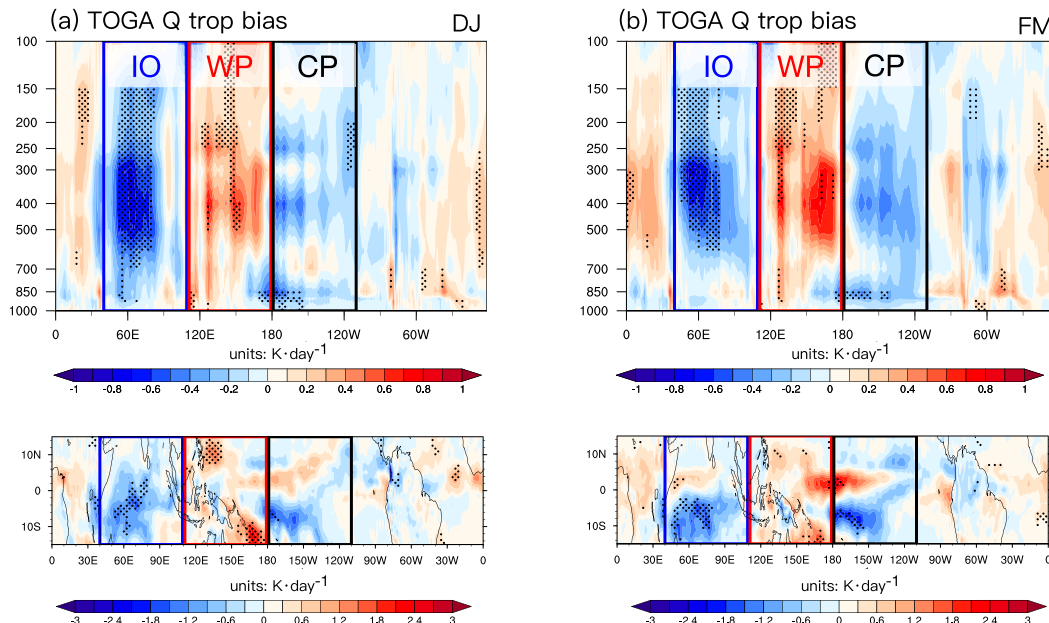 (a) TOGA Q trop bias DJ
IO WP CP
100
150
200
300
400
500
700
850
1000
0 60E 120E 180 120W 60W
units: K·day-1
-1 -0.8 -0.6 -0.4 -0.2 0 0.2 0.4 0.6 0.8 1
10N
0
10S
0 30E 60E 90E 120E 150E 180 150W 120W 90W 60W 30W 0
units: K·day-1
-3 -2.4 -1.8 -1.2 -0.6 0 0.6 1.2 1.8 2.4 3
(b) TOGA Q trop bias FM
IO WP CP
100
150
200
300
400
500
700
850
1000
0 60E 120E 180 120W 60W
units: K·day-1
-1 -0.8 -0.6 -0.4 -0.2 0 0.2 0.4 0.6 0.8 1
10N
0
10S
0 30E 60E 90E 120E 150E 180 150W 120W 90W 60W 30W 0
units: K·day-1
-3 -2.4 -1.8 -1.2 -0.6 0 0.6 1.2 1.8 2.4 3